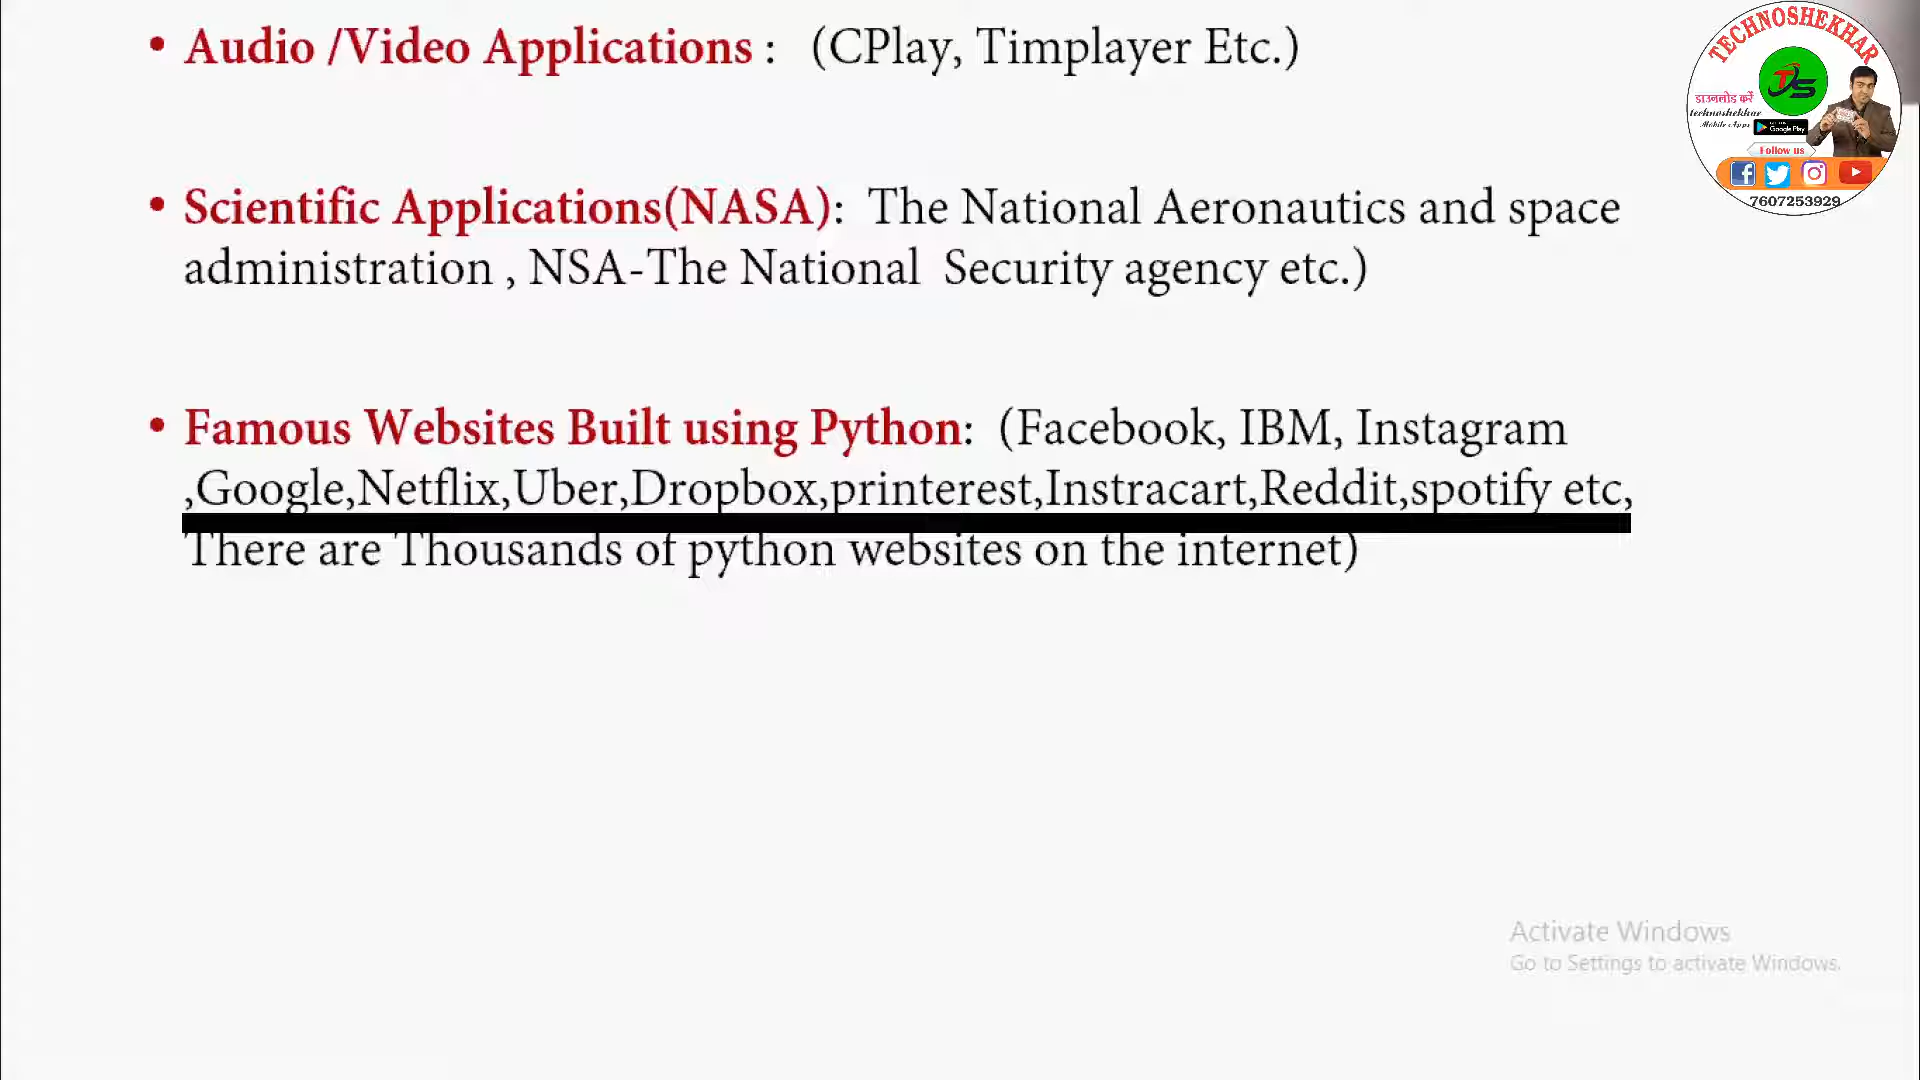 • Audio /Video Applications : (CPlay, Timplayer Etc.)
• Scientific Applications(NASA): The National Aeronautics and space
administration , NSA-The National Security agency etc.)
• Famous Websites Built using Python: (Facebook, IBM, Instagram
,Google,Netflix,Uber,Dropbox,printerest,Instracart,Reddit,spotify etc,
There are Thousands of python websites on the internet)
TECHNOSHEKHAR
डाउनलोड करें
technoshekhar
Mobile Apps
Google Play
Follow us
7607253929
Activate Windows
Go to Settings to activate Windows.